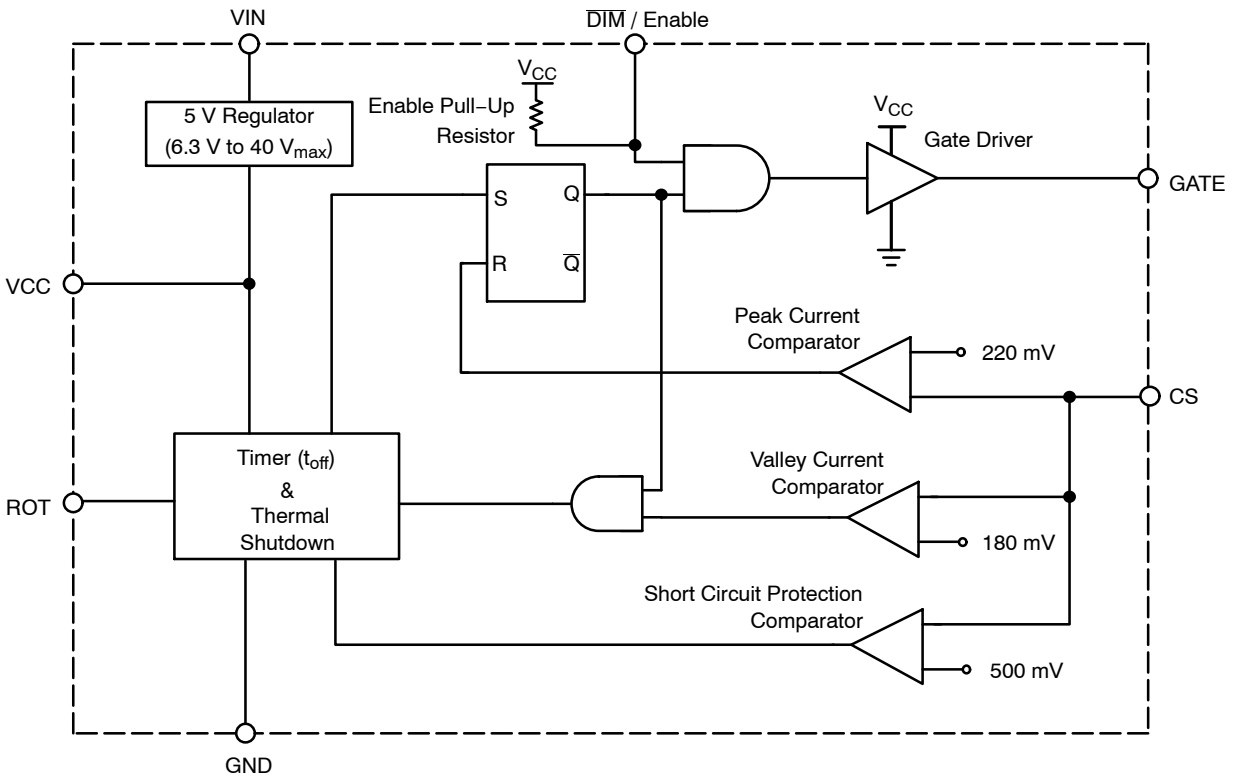 VIN
D̅I̅M̅ / Enable
5 V Regulator
(6.3 V to 40 Vmax)
VCC
Enable Pull−Up
Resistor
VCC
Gate Driver
GATE
S
Q
R
Q̅
VCC
Peak Current
Comparator
220 mV
CS
Timer (toff)
&
Thermal
Shutdown
ROT
Valley Current
Comparator
180 mV
Short Circuit Protection
Comparator
500 mV
GND